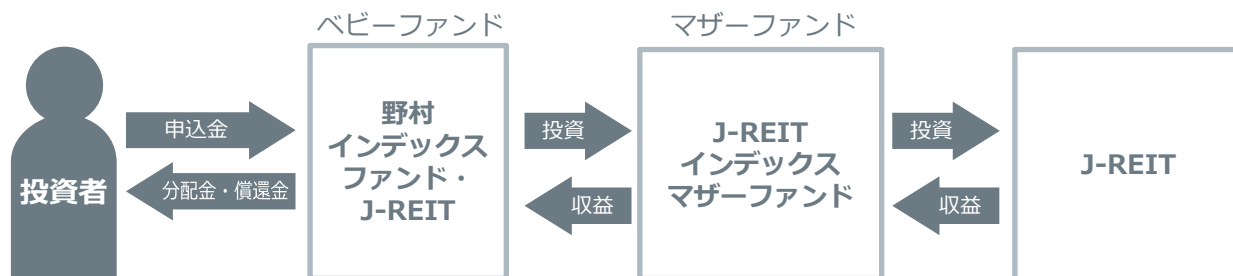 ベビーファンド
マザーファンド
投資者
申込金
分配金・償還金
野村
インデックス
ファンド・
J-REIT
投資
収益
J-REIT
インデックス
マザーファンド
投資
収益
J-REIT